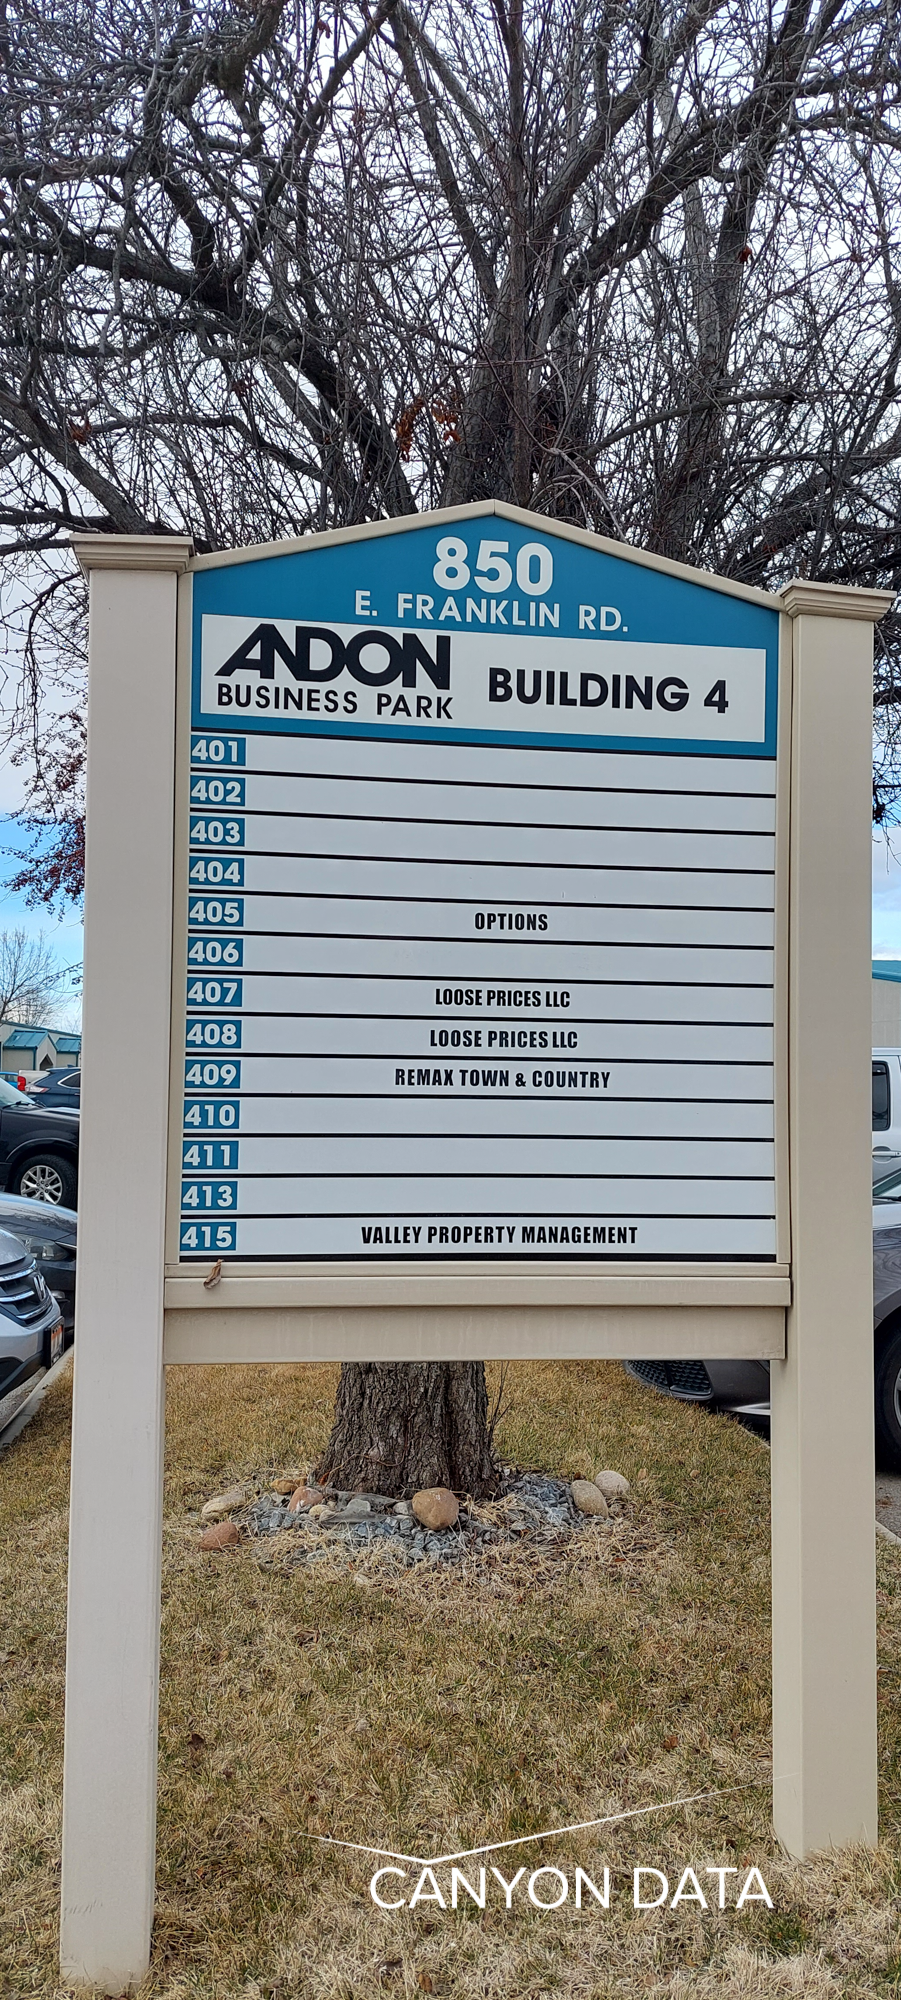 850
E. FRANKLIN RD.
ANDON
BUSINESS PARK
BUILDING 4
401
402
403
404
405 OPTIONS
406
407 LOOSE PRICES LLC
408 LOOSE PRICES LLC
409 REMAX TOWN & COUNTRY
410
411
413
415 VALLEY PROPERTY MANAGEMENT
CANYON DATA